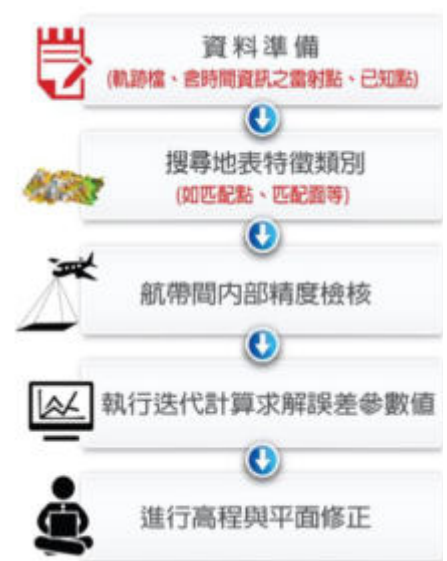 資料準備
(軌跡檔、含時間資訊之雷射點、已知點)
搜尋地表特徵類別
(如匹配點、匹配面等)
航帶間內部精度檢核
執行迭代計算求解誤差參數值
進行高程與平面修正